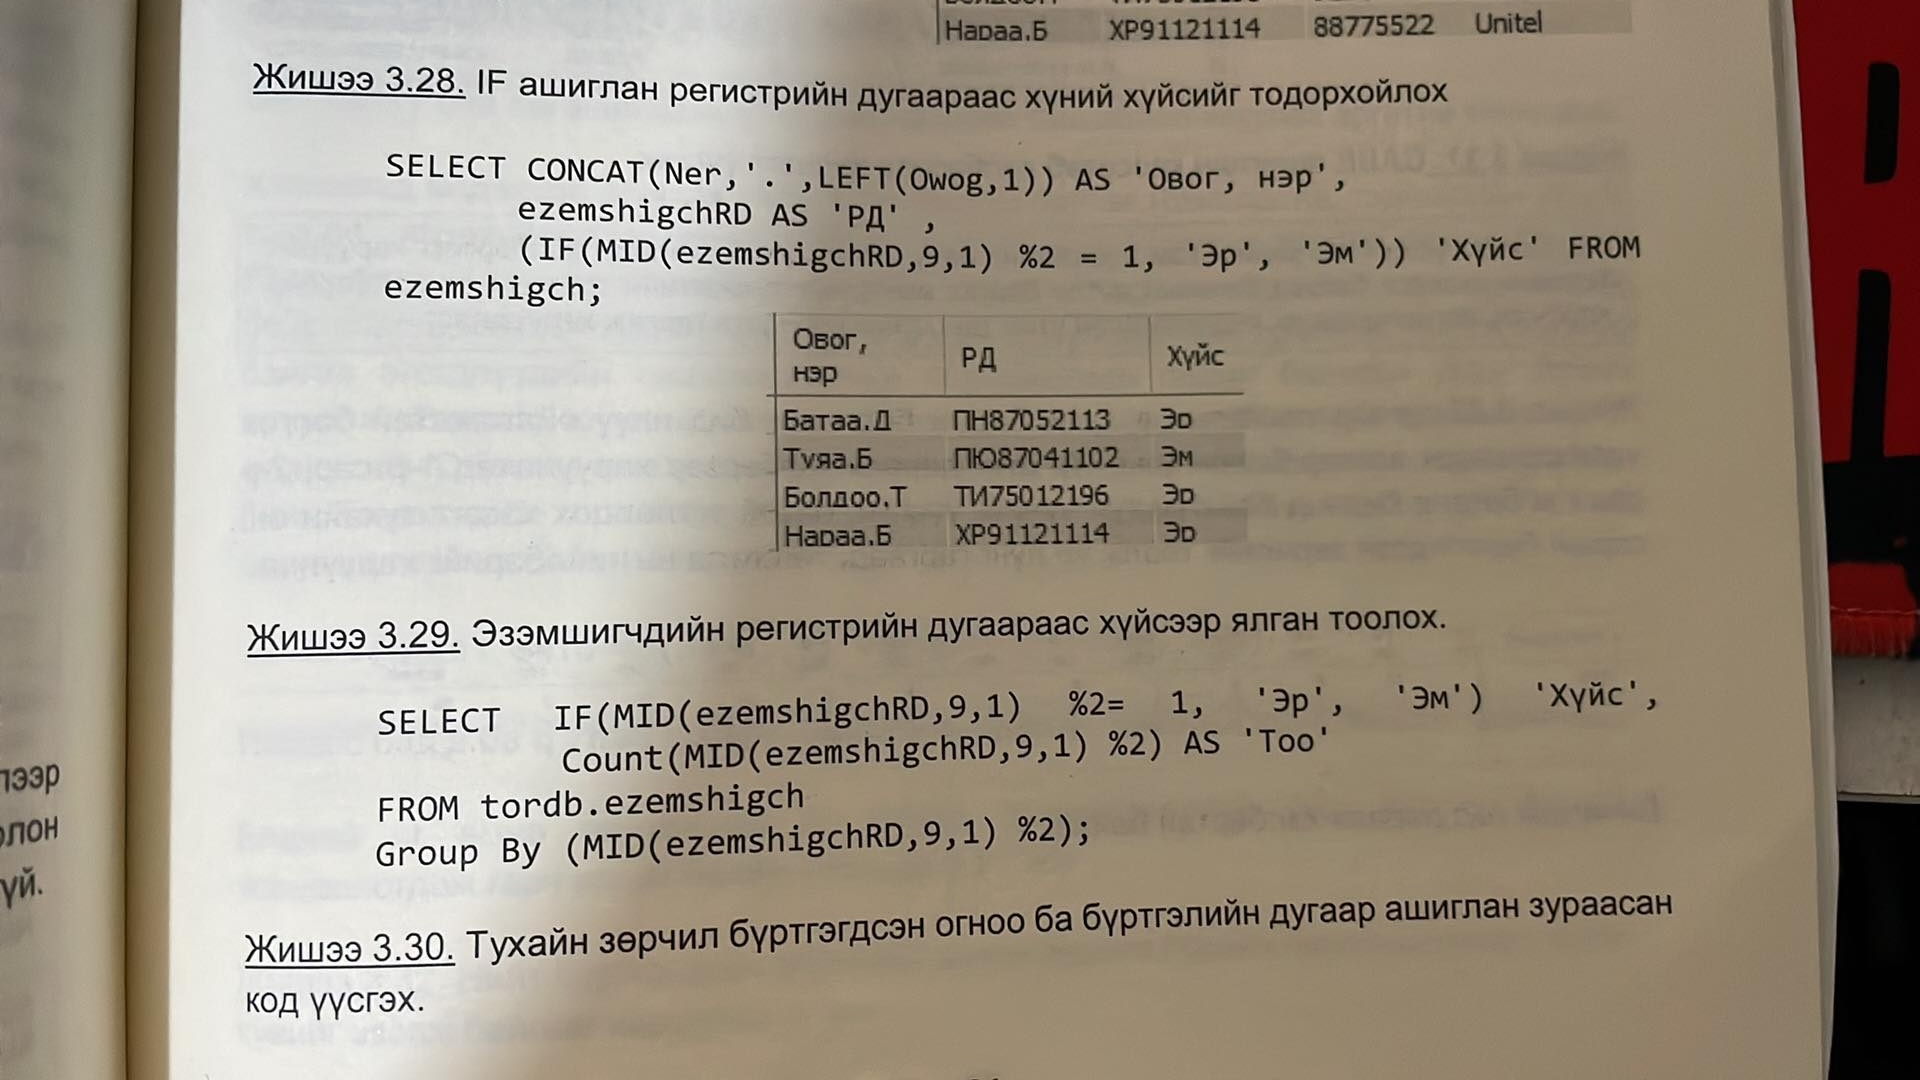 Нараа.Б ХР91121114 88775522 Unitel
Жишээ 3.28. IF ашиглан регистрийн дугаараас хүний хүйсийг тодорхойлох
SELECT CONCAT(Ner,'.',LEFT(Owog,1)) AS 'Овог, нэр',
ezemshigchRD AS 'РД' ,
(IF(MID(ezemshigchRD,9,1) %2 = 1, 'Эр', 'Эм')) 'Хүйс' FROM
ezemshigch;
Овог, нэр РД Хүйс
Батаа.Д ПН87052113 Эр
Туяа.Б ПЮ87041102 Эм
Болдоо.Т ТИ75012196 Эр
Нараа.Б ХР91121114 Эр
Жишээ 3.29. Эзэмшигчдийн регистрийн дугаараас хүйсээр ялган тоолох.
SELECT IF(MID(ezemshigchRD,9,1) %2= 1, 'Эр', 'Эм') 'Хүйс',
Count(MID(ezemshigchRD,9,1) %2) AS 'Тоо'
FROM tordb.ezemshigch
Group By (MID(ezemshigchRD,9,1) %2);
Жишээ 3.30. Тухайн зөрчил бүртгэгдсэн огноо ба бүртгэлийн дугаар ашиглан зураасан
код үүсгэх.